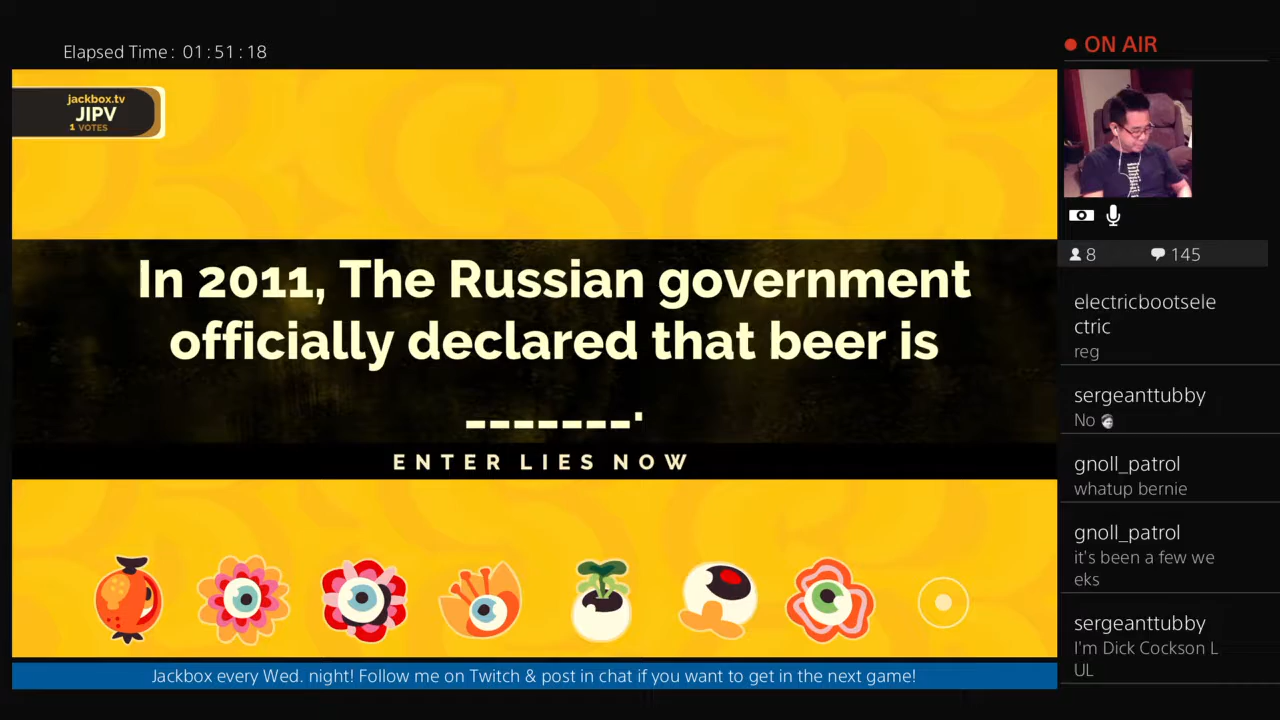 Elapsed Time: 01:51:18
ON AIR
jackbox.tv
JIPV
1 VOTES
In 2011, The Russian government
officially declared that beer is
_______.
ENTER LIES NOW
8 145
electricbootsele
ctric
reg
sergeanttubby
No
gnoll_patrol
whatup bernie
gnoll_patrol
it's been a few we
eks
sergeanttubby
I'm Dick Cockson L
UL
Jackbox every Wed. night! Follow me on Twitch & post in chat if you want to get in the next game!